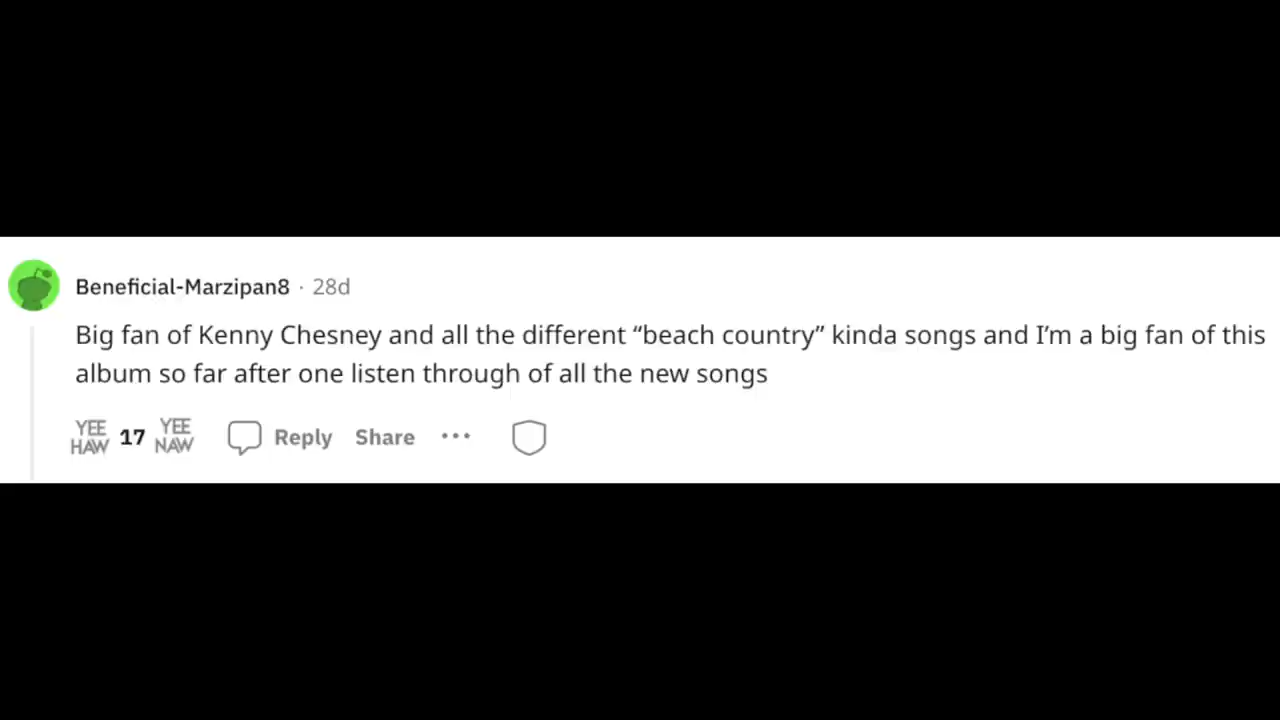 Beneficial-Marzipan8 · 28d
Big fan of Kenny Chesney and all the different “beach country” kinda songs and I’m a big fan of this
album so far after one listen through of all the new songs
YEE HAW 17 YEE NAW Reply Share ···